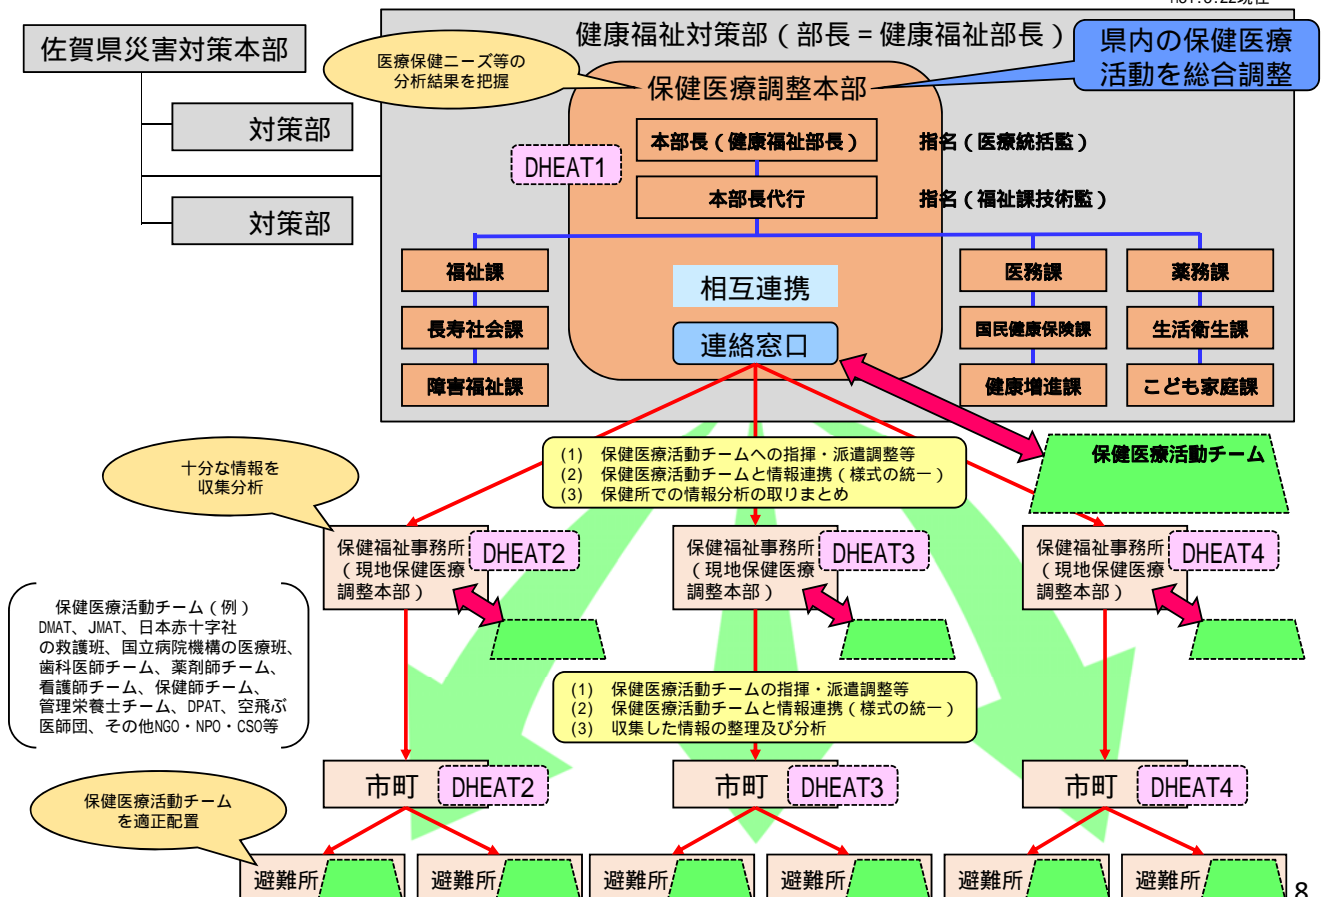 佐賀県災害対策本部
対策部
対策部
健康福祉対策部（部長＝健康福祉部長）
医療保健ニーズ等の
分析結果を把握
保健医療調整本部
県内の保健医療
活動を総合調整
本部長（健康福祉部長）
指名（医療統括監）
DHEAT1
本部長代行
指名（福祉課技術監）
福祉課
長寿社会課
障害福祉課
医務課
国民健康保険課
健康増進課
薬務課
生活衛生課
こども家庭課
相互連携
連絡窓口
保健医療活動チーム
(1) 保健医療活動チームへの指揮・派遣調整等
(2) 保健医療活動チームと情報連携（様式の統一）
(3) 保健所での情報分析の取りまとめ
十分な情報を
収集分析
保健福祉事務所
（現地保健医療
調整本部）
DHEAT2
保健福祉事務所
（現地保健医療
調整本部）
DHEAT3
保健福祉事務所
（現地保健医療
調整本部）
DHEAT4
保健医療活動チーム（例）
DMAT、JMAT、日本赤十字社
の救護班、国立病院機構の医療班、
歯科医師チーム、薬剤師チーム、
看護師チーム、保健師チーム、
管理栄養士チーム、DPAT、空飛ぶ
医師団、その他NGO・NPO・CSO等
(1) 保健医療活動チームの指揮・派遣調整等
(2) 保健医療活動チームと情報連携（様式の統一）
(3) 収集した情報の整理及び分析
市町
DHEAT2
市町
DHEAT3
市町
DHEAT4
保健医療活動チーム
を適正配置
避難所
避難所
避難所
避難所
避難所
避難所
8